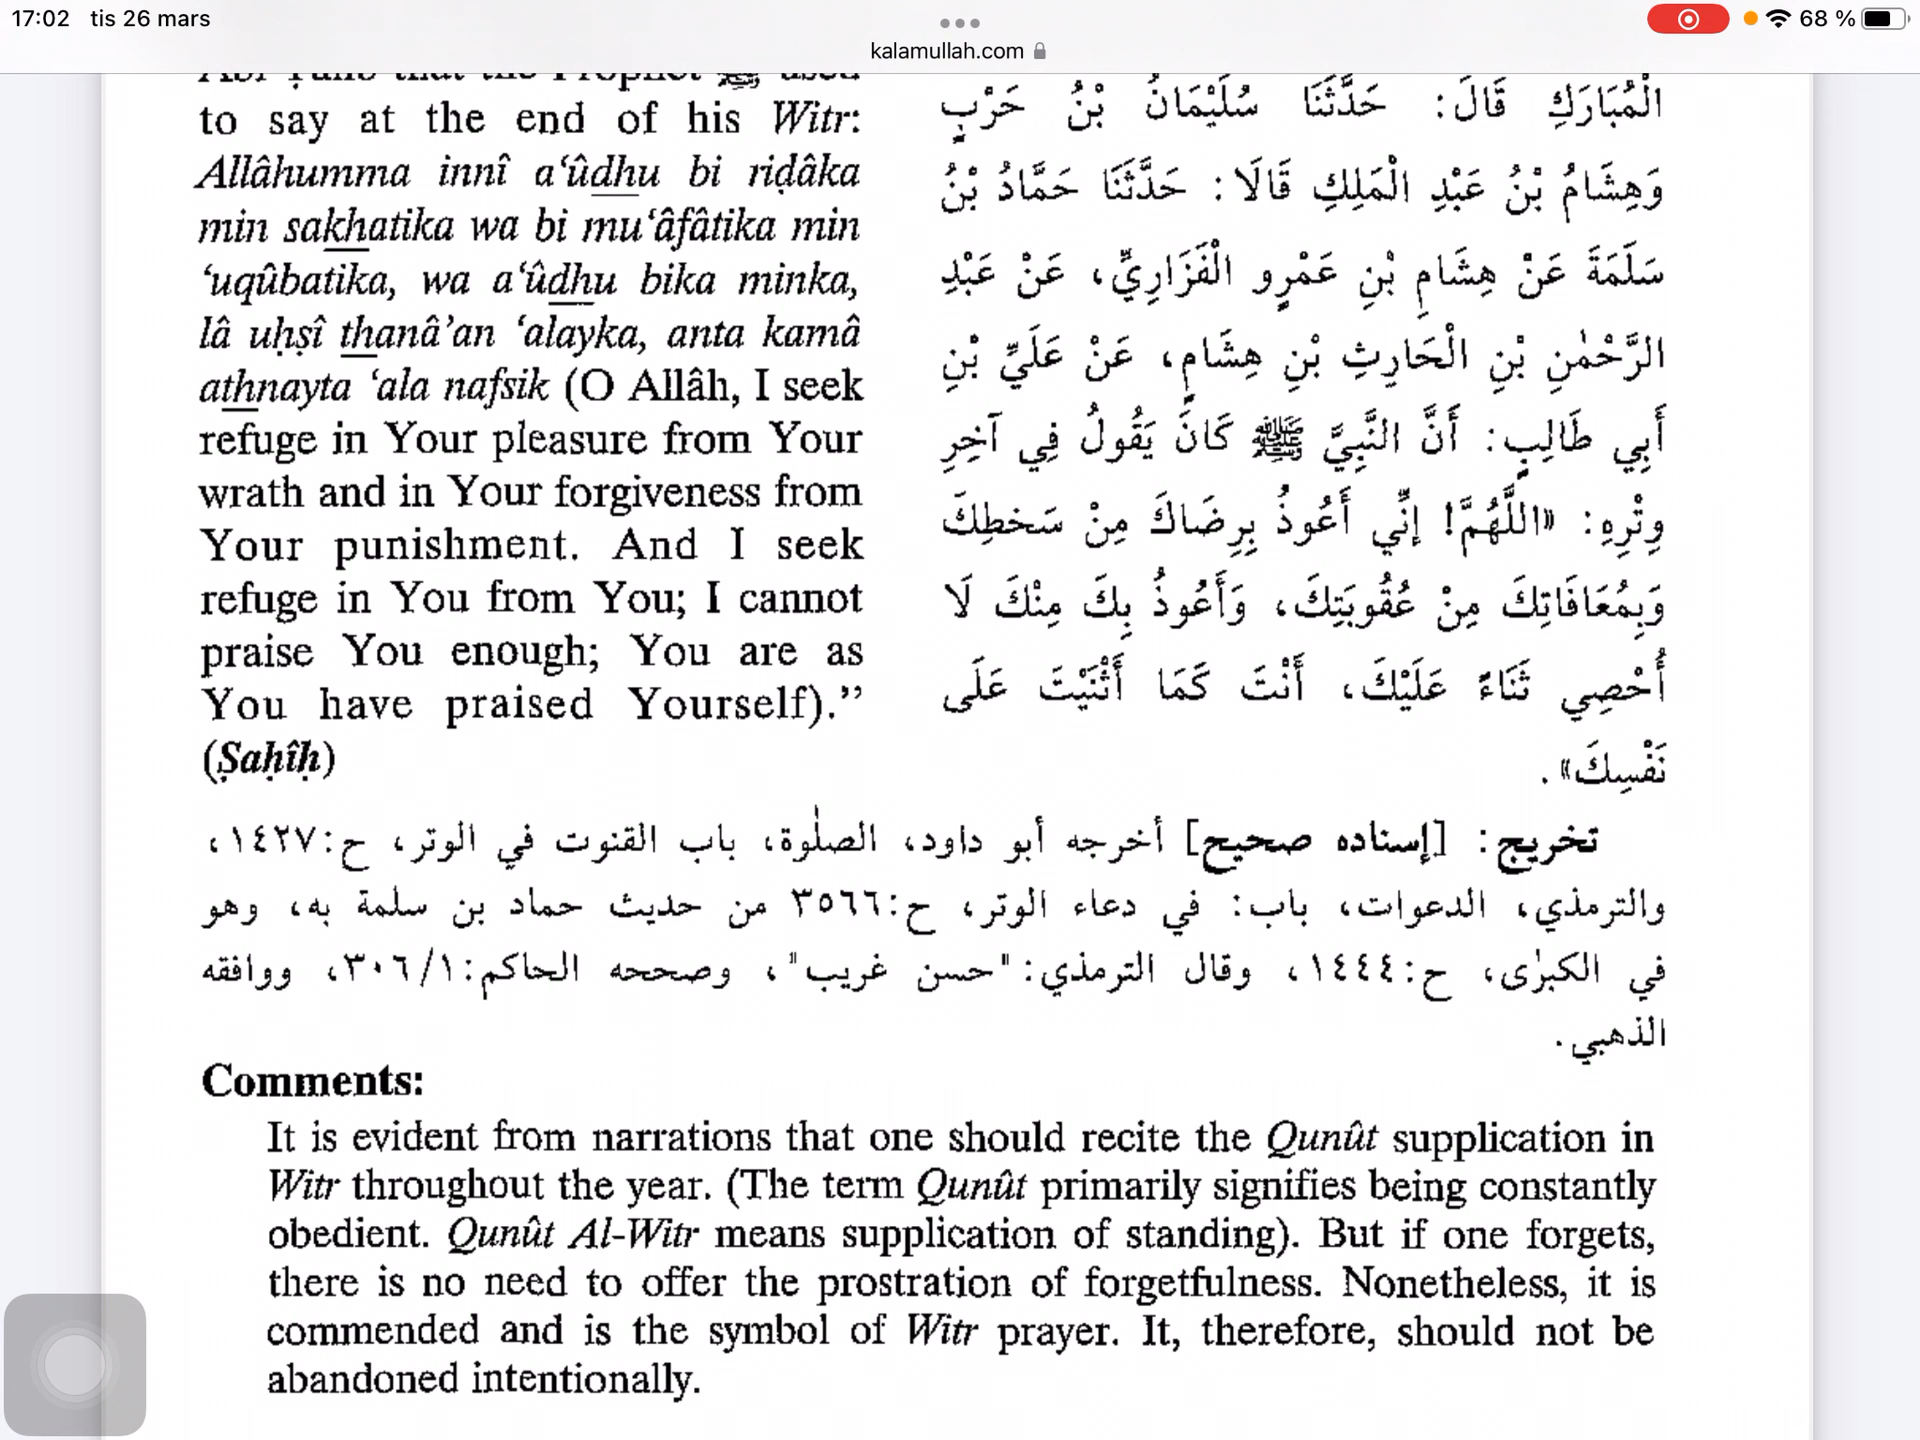 17:02 tis 26 mars
68 %
kalamullah.com
to say at the end of his Witr:
Allâhumma innî a‘ûdhu bi riḍâka
min sakhatika wa bi mu‘âfâtika min
‘uqûbatika, wa a‘ûdhu bika minka,
lâ uḥṣî thanâ’an ‘alayka, anta kamâ
athnayta ‘ala nafsik (O Allâh, I seek
refuge in Your pleasure from Your
wrath and in Your forgiveness from
Your punishment. And I seek
refuge in You from You; I cannot
praise You enough; You are as
You have praised Yourself).”
(Ṣaḥîḥ)
الْمُبَارَكِ قَالَ: حَدَّثَنَا سُلَيْمَانُ بْنُ حَرْبٍ
وَهِشَامُ بْنُ عَبْدِ الْمَلِكِ قَالَا: حَدَّثَنَا حَمَّادُ بْنُ
سَلَمَةَ عَنْ هِشَامِ بْنِ عَمْرٍو الْفَزَارِيِّ، عَنْ عَبْدِ
الرَّحْمٰنِ بْنِ الْحَارِثِ بْنِ هِشَامٍ، عَنْ عَلَيِّ بْنِ
أَبِي طَالِبٍ: أَنَّ النَّبِيَّ ﷺ كَانَ يَقُولُ فِي آخِرِ
وِتْرِهِ: «اللَّهُمَّ! إِنِّي أَعُوذُ بِرِضَاكَ مِنْ سَخطِكَ
وَبِمُعَافَاتِكَ مِنْ عُقُوبَتِكَ، وَأَعُوذُ بِكَ مِنْكَ لَا
أُحْصِي ثَنَاءً عَلَيْكَ، أَنْتَ كَمَا أَثْنَيْتَ عَلَى
نَفْسِكَ».
تخريج: [إسناده صحيح] أخرجه أبو داود، الصلٰوة، باب القنوت في الوتر، ح:١٤٢٧،
والترمذي، الدعوات، باب: في دعاء الوتر، ح:٣٥٦٦ من حديث حماد بن سلمة به، وهو
في الكبرٰى، ح:١٤٤٤، وقال الترمذي: "حسن غريب"، وصححه الحاكم:٣٠٦/١، ووافقه
الذهبي.
Comments:
It is evident from narrations that one should recite the Qunût supplication in
Witr throughout the year. (The term Qunût primarily signifies being constantly
obedient. Qunût Al-Witr means supplication of standing). But if one forgets,
there is no need to offer the prostration of forgetfulness. Nonetheless, it is
commended and is the symbol of Witr prayer. It, therefore, should not be
abandoned intentionally.